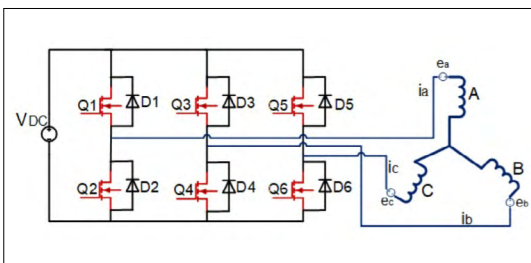 Q1 D1 Q3 D3 Q5 D5
VDC
ea
ia A
Q2 D2 Q4 D4 Q6 D6
ic C B
ec eb
ib